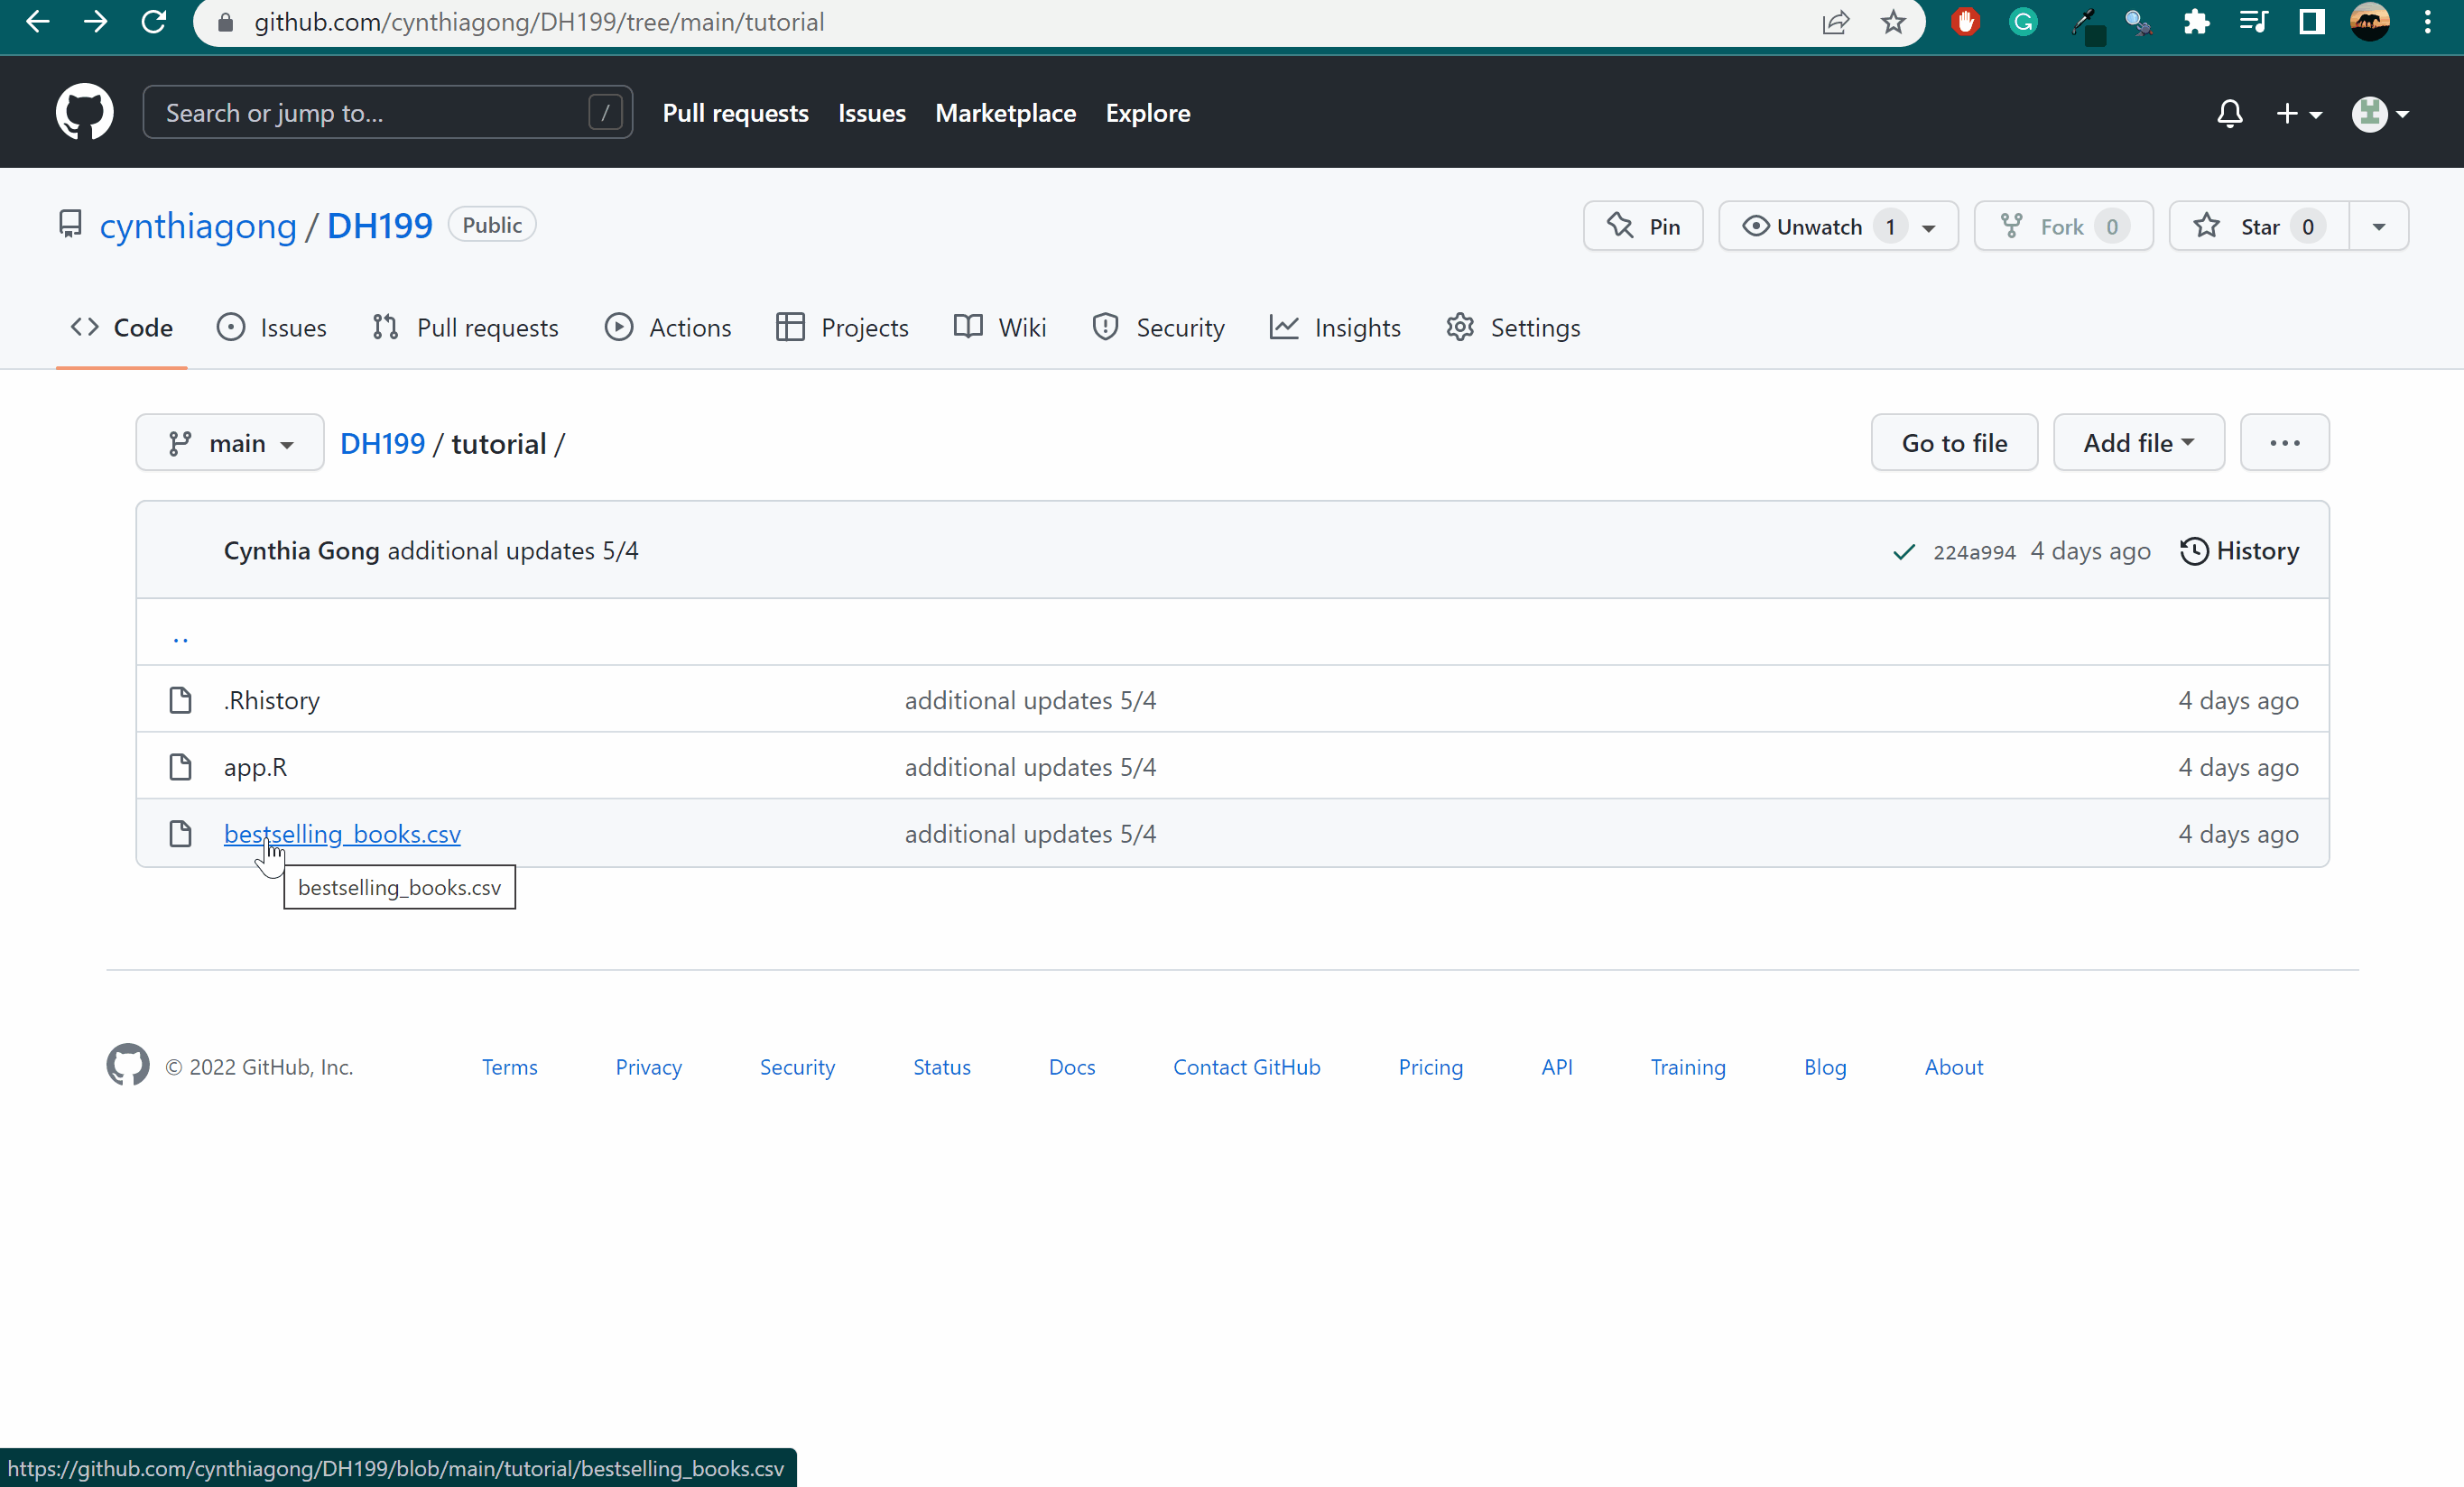 github.com/cynthiagong/DH199/tree/main/tutorial
Search or jump to... /
Pull requests Issues Marketplace Explore
cynthiagong / DH199 Public
Pin Unwatch 1 Fork 0 Star 0
Code Issues Pull requests Actions Projects Wiki Security Insights Settings
main DH199 / tutorial / Go to file Add file ...
Cynthia Gong additional updates 5/4 224a994 4 days ago History
..
.Rhistory additional updates 5/4 4 days ago
app.R additional updates 5/4 4 days ago
bestselling_books.csv additional updates 5/4 4 days ago
bestselling_books.csv
© 2022 GitHub, Inc. Terms Privacy Security Status Docs Contact GitHub Pricing API Training Blog About
https://github.com/cynthiagong/DH199/blob/main/tutorial/bestselling_books.csv